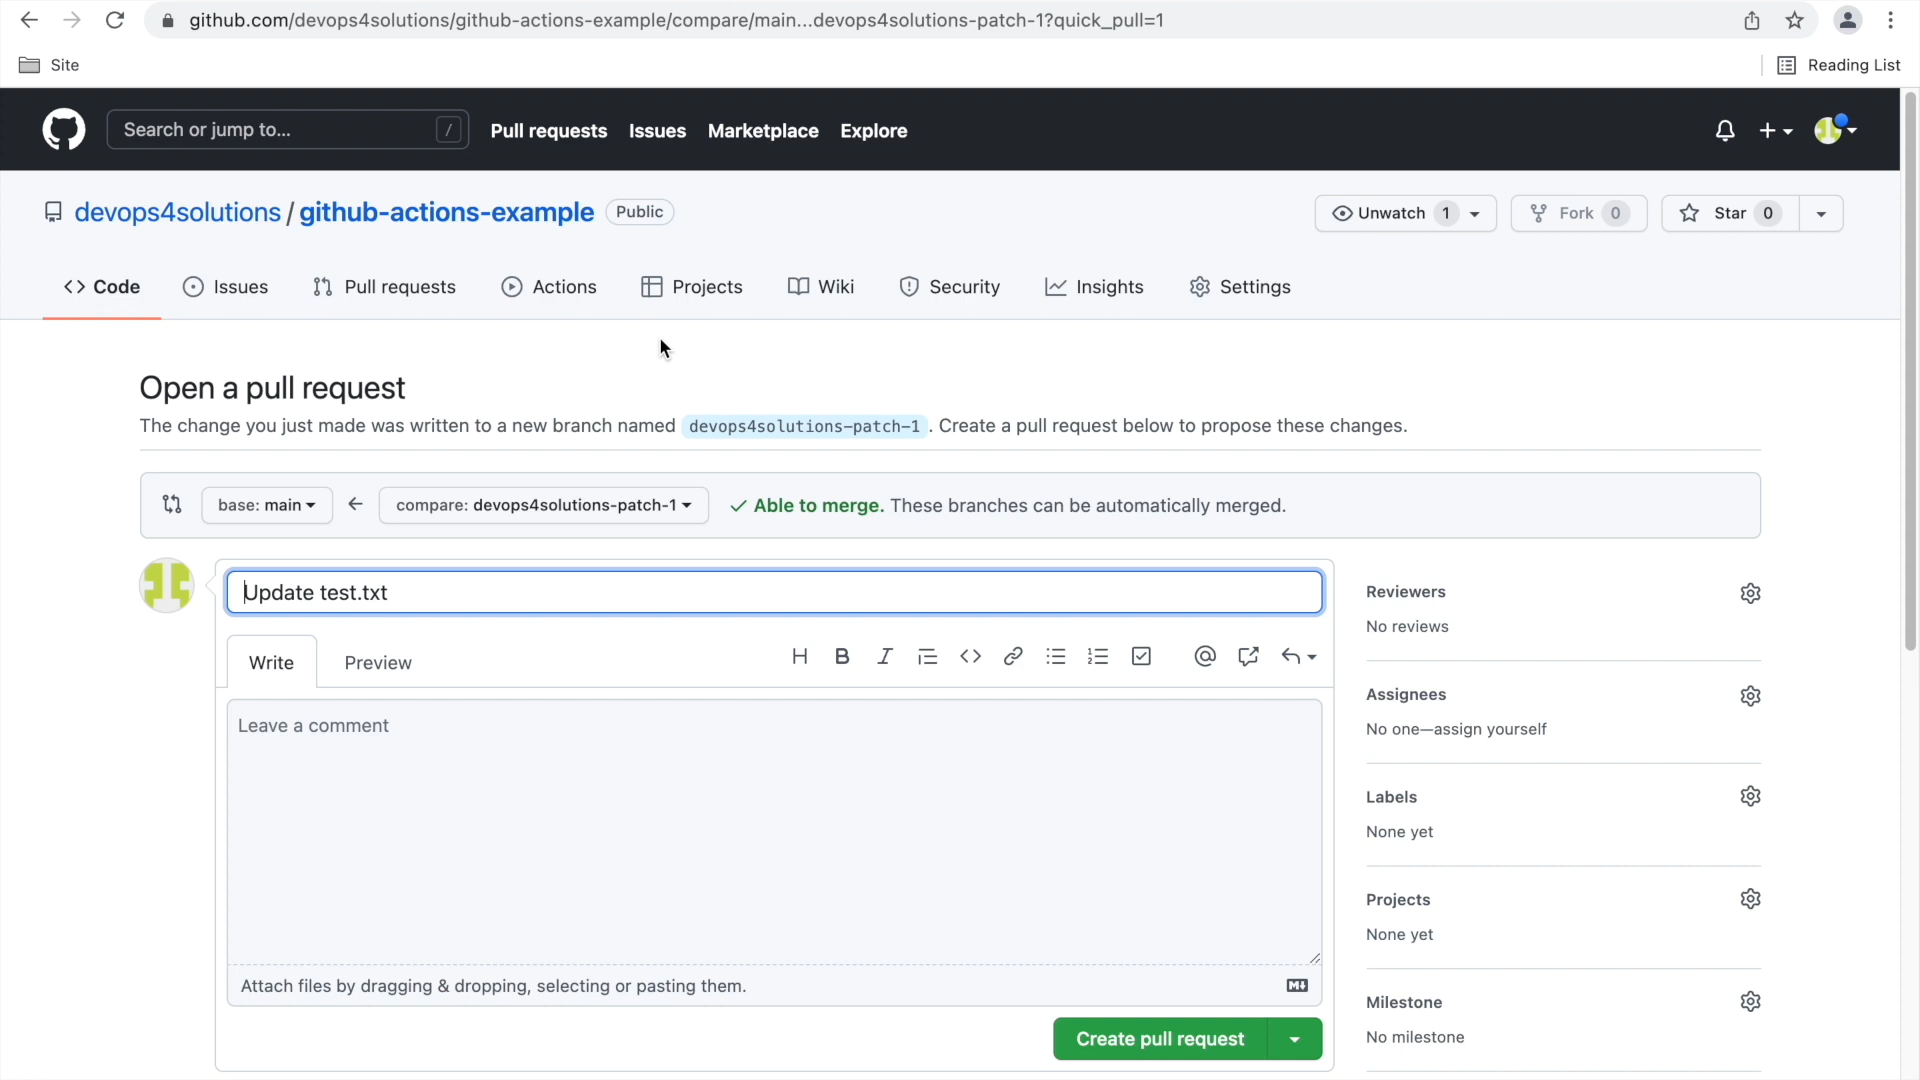 github.com/devops4solutions/github-actions-example/compare/main...devops4solutions-patch-1?quick_pull=1
Site
Reading List
Search or jump to... /
Pull requests Issues Marketplace Explore
devops4solutions / github-actions-example Public
Unwatch 1 Fork 0 Star 0
Code Issues Pull requests Actions Projects Wiki Security Insights Settings
Open a pull request
The change you just made was written to a new branch named devops4solutions-patch-1 . Create a pull request below to propose these changes.
base: main compare: devops4solutions-patch-1 Able to merge. These branches can be automatically merged.
Update test.txt
Write Preview
Leave a comment
Attach files by dragging & dropping, selecting or pasting them.
Create pull request
Reviewers
No reviews
Assignees
No one—assign yourself
Labels
None yet
Projects
None yet
Milestone
No milestone